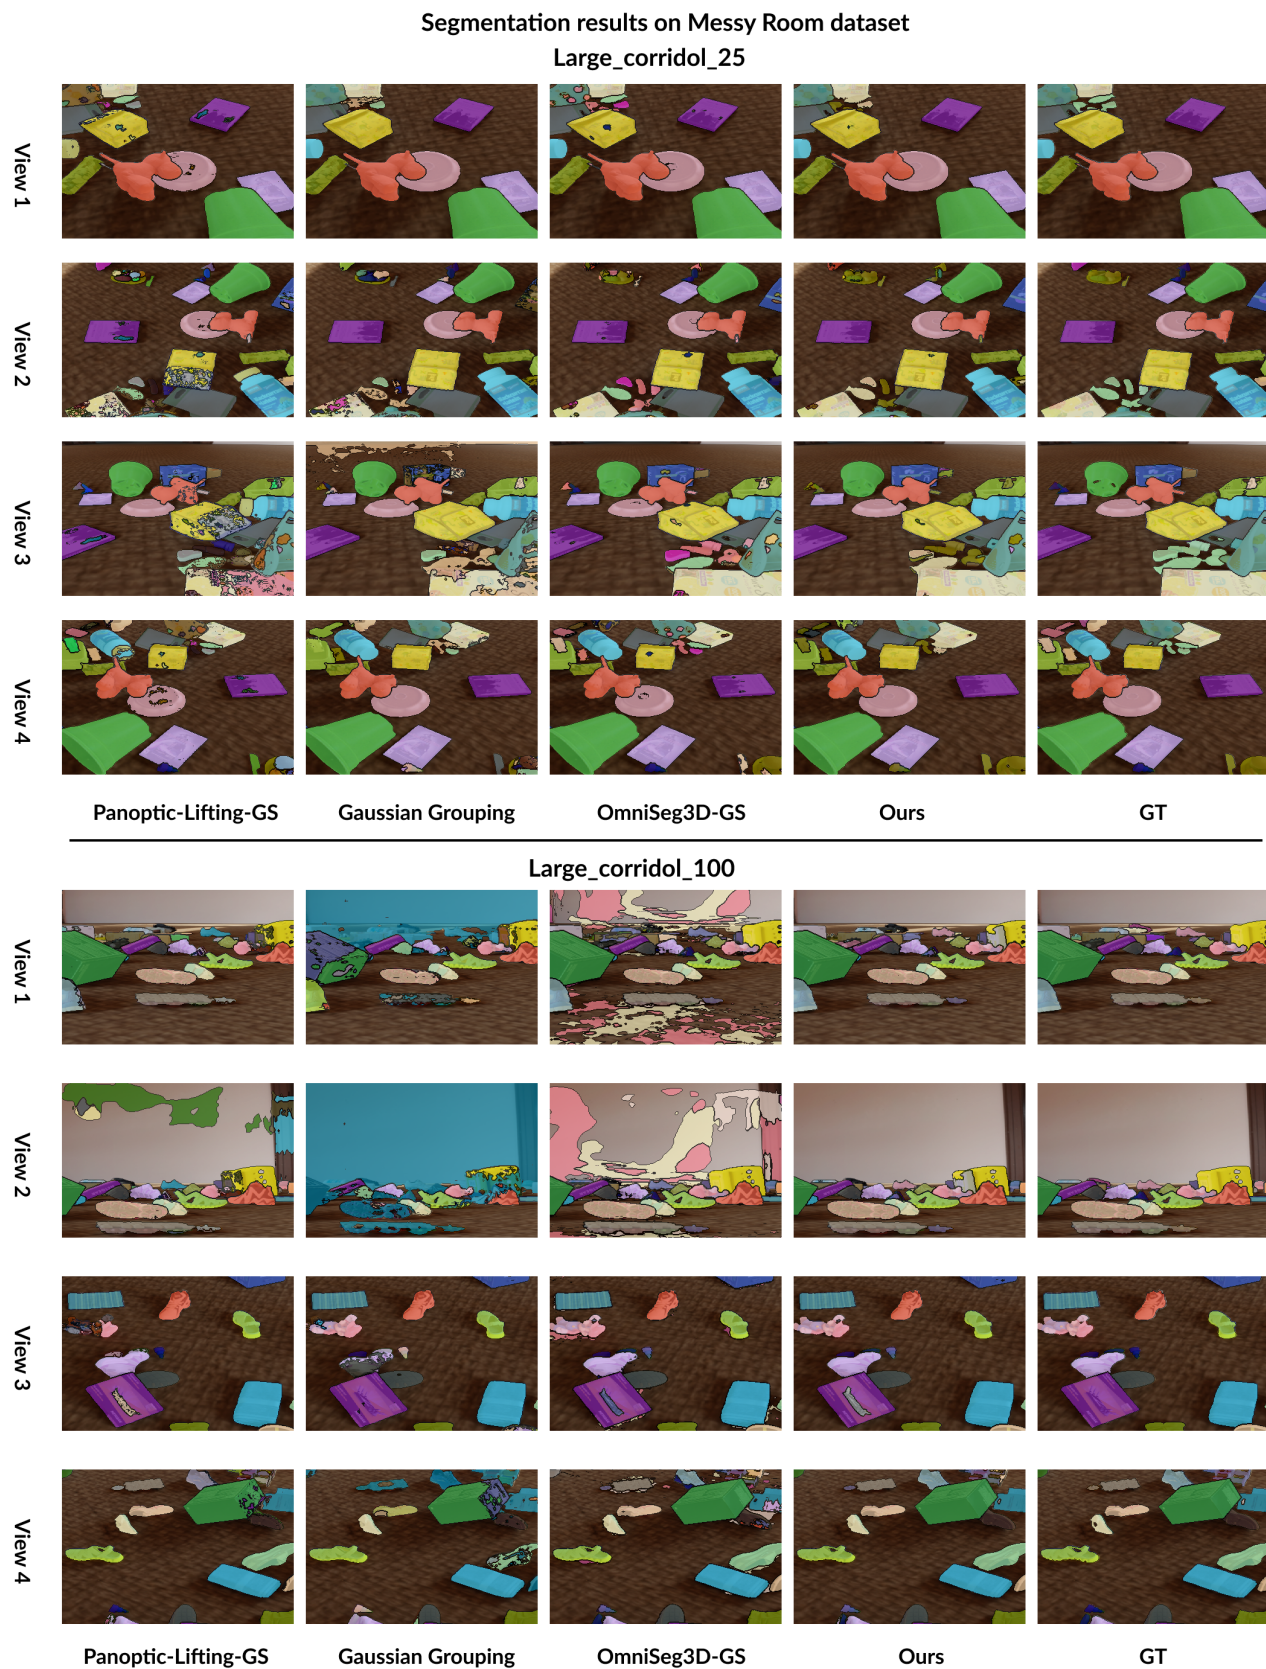 Segmentation results on Messy Room dataset
Large_corridol_25
View 1
View 2
View 3
View 4
Panoptic-Lifting-GS Gaussian Grouping OmniSeg3D-GS Ours GT
Large_corridol_100
View 1
View 2
View 3
View 4
Panoptic-Lifting-GS Gaussian Grouping OmniSeg3D-GS Ours GT